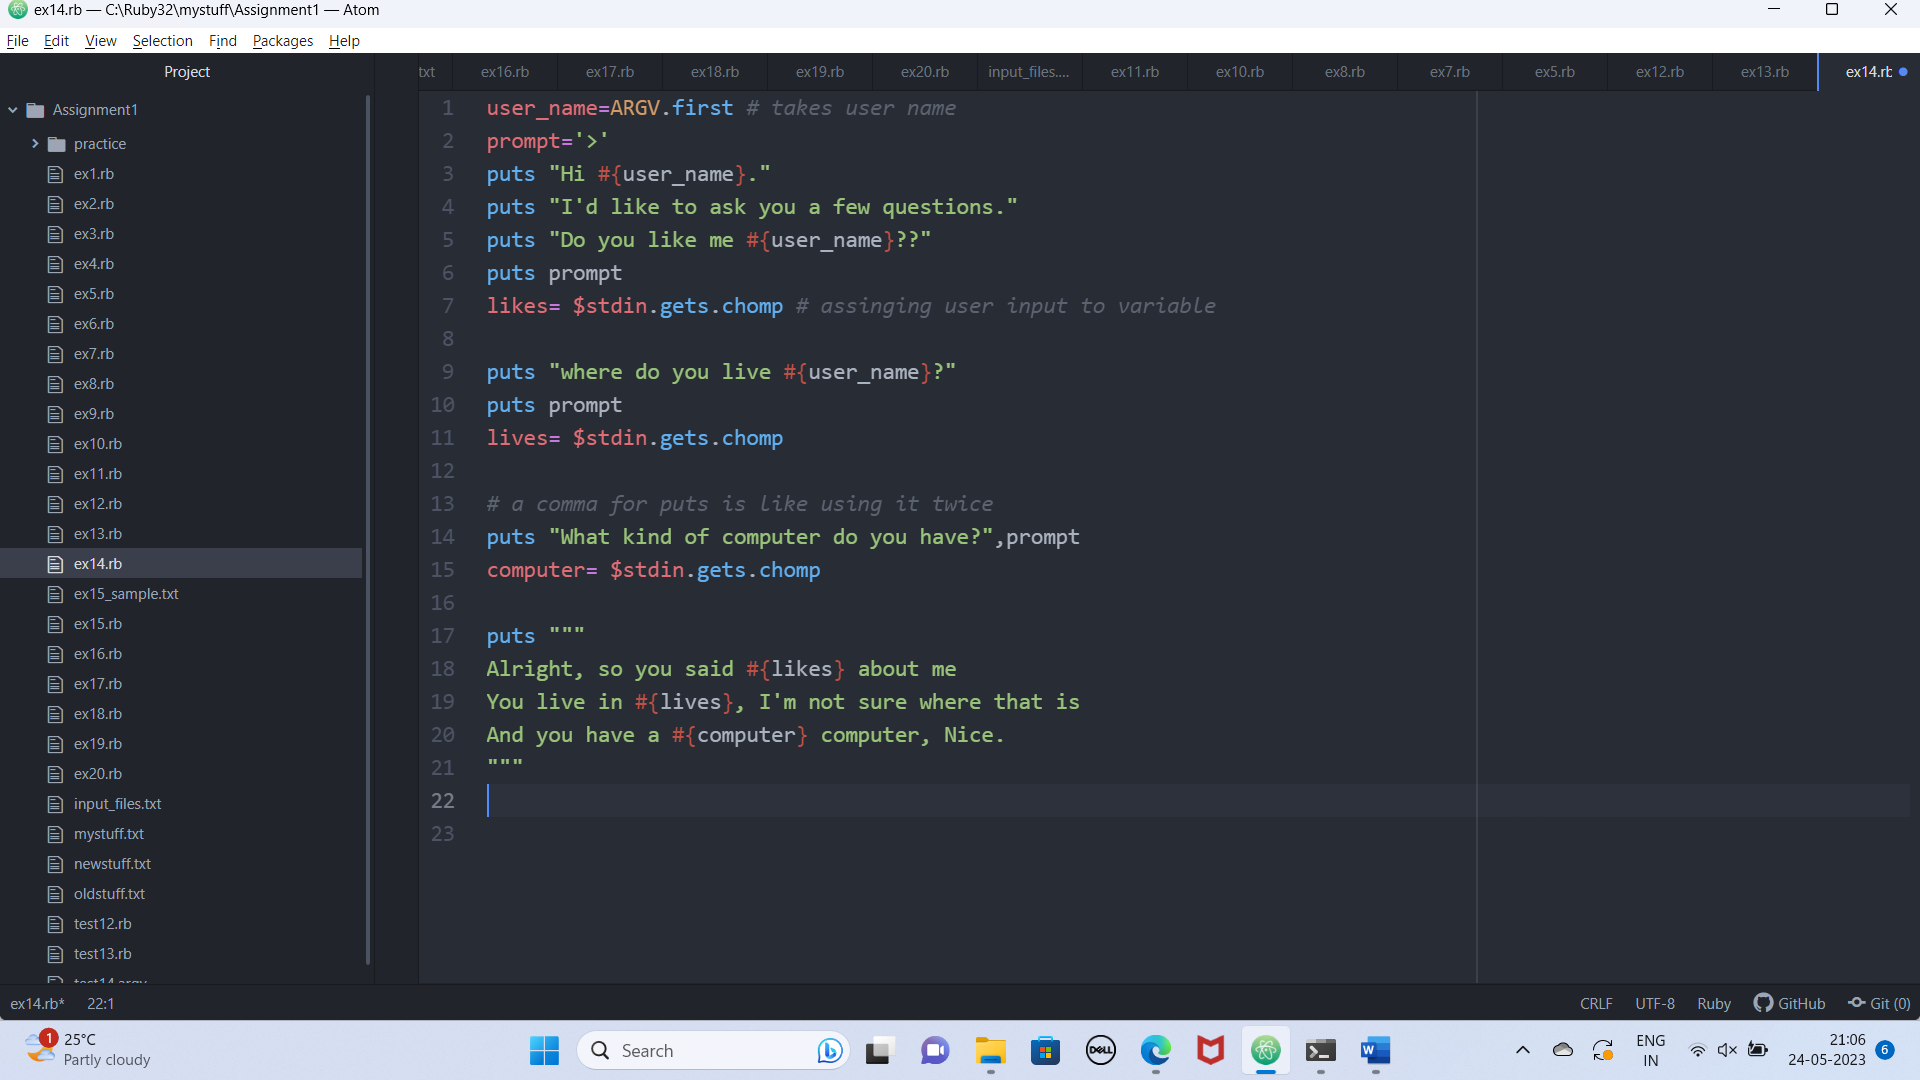 ex14.rb — C:\Ruby32\mystuff\Assignment1 — Atom
File Edit View Selection Find Packages Help
Project
txt ex16.rb ex17.rb ex18.rb ex19.rb ex20.rb input_files.... ex11.rb ex10.rb ex8.rb ex7.rb ex5.rb ex12.rb ex13.rb ex14.rb
Assignment1
practice
ex1.rb
ex2.rb
ex3.rb
ex4.rb
ex5.rb
ex6.rb
ex7.rb
ex8.rb
ex9.rb
ex10.rb
ex11.rb
ex12.rb
ex13.rb
ex14.rb
ex15_sample.txt
ex15.rb
ex16.rb
ex17.rb
ex18.rb
ex19.rb
ex20.rb
input_files.txt
mystuff.txt
newstuff.txt
oldstuff.txt
test12.rb
test13.rb
1 user_name=ARGV.first # takes user name
2 prompt='>'
3 puts "Hi #{user_name}."
4 puts "I'd like to ask you a few questions."
5 puts "Do you like me #{user_name}??"
6 puts prompt
7 likes= $stdin.gets.chomp # assinging user input to variable
8
9 puts "where do you live #{user_name}?"
10 puts prompt
11 lives= $stdin.gets.chomp
12
13 # a comma for puts is like using it twice
14 puts "What kind of computer do you have?",prompt
15 computer= $stdin.gets.chomp
16
17 puts """
18 Alright, so you said #{likes} about me
19 You live in #{lives}, I'm not sure where that is
20 And you have a #{computer} computer, Nice.
21 """
22
23
ex14.rb* 22:1 CRLF UTF-8 Ruby GitHub Git (0)
1 25°C
Partly cloudy
Search
DELL
W
ENG
IN
21:06
24-05-2023
6